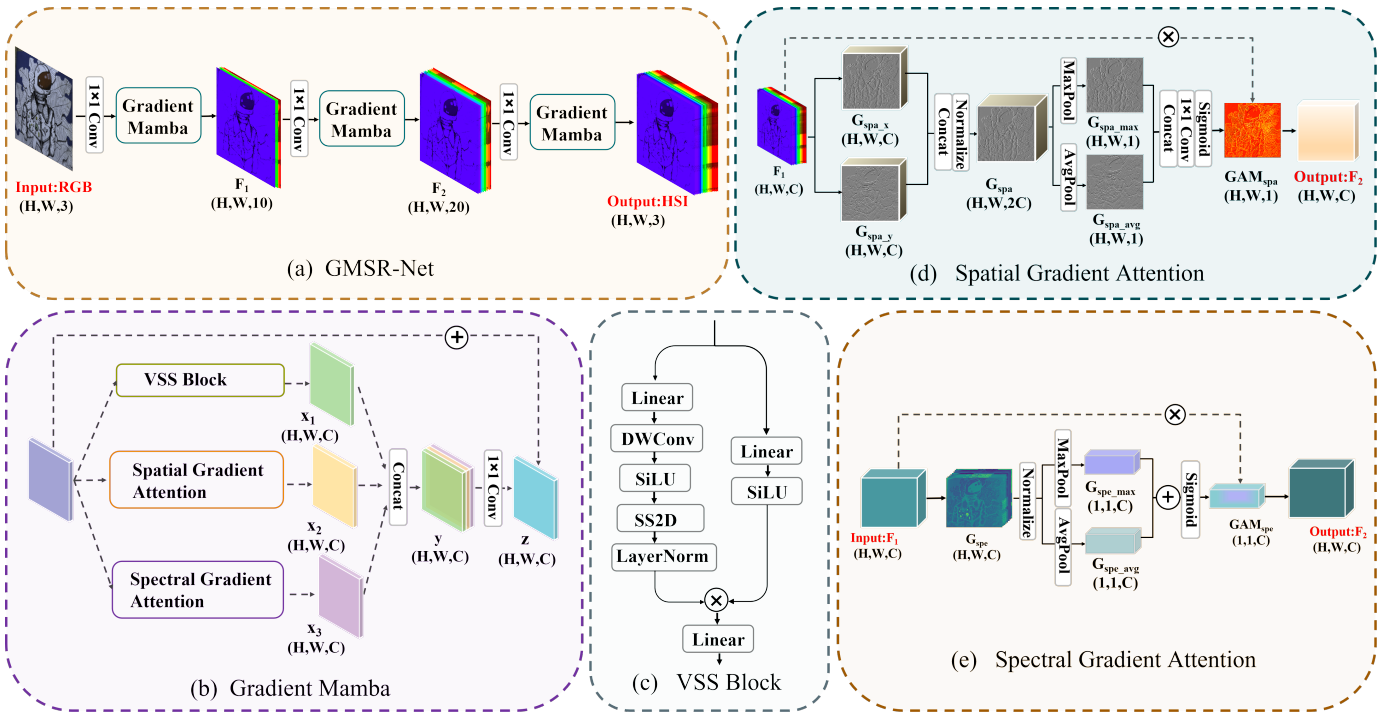 1×1 Conv
Gradient
Mamba
1×1 Conv
Gradient
Mamba
1×1 Conv
Gradient
Mamba
Input:RGB
(H,W,3)
F1
(H,W,10)
F2
(H,W,20)
Output:HSI
(H,W,3)
(a) GMSR-Net
F1
(H,W,C)
Gspa_x
(H,W,C)
Gspa_y
(H,W,C)
Normalize
Concat
Gspa
(H,W,2C)
MaxPool
AvgPool
Gspa_max
(H,W,1)
Gspa_avg
(H,W,1)
Sigmoid
1×1 Conv
Concat
GAMspa
(H,W,1)
Output:F2
(H,W,C)
(d) Spatial Gradient Attention
VSS Block
Spatial Gradient
Attention
Spectral Gradient
Attention
x1
(H,W,C)
x2
(H,W,C)
x3
(H,W,C)
Concat
y
(H,W,C)
1×1 Conv
z
(H,W,C)
(b) Gradient Mamba
Linear
DWConv
SiLU
SS2D
LayerNorm
Linear
SiLU
Linear
(c) VSS Block
Input:F1
(H,W,C)
Gspe
(H,W,C)
Normalize
MaxPool
AvgPool
Gspe_max
(1,1,C)
Gspe_avg
(1,1,C)
Sigmoid
GAMspe
(1,1,C)
Output:F2
(H,W,C)
(e) Spectral Gradient Attention